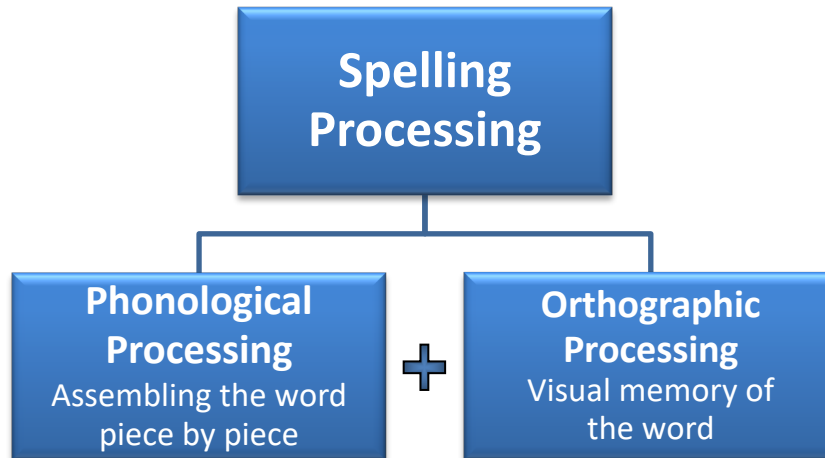 Spelling
Processing
Phonological
Processing
Assembling the word
piece by piece
Orthographic
Processing
Visual memory of
the word